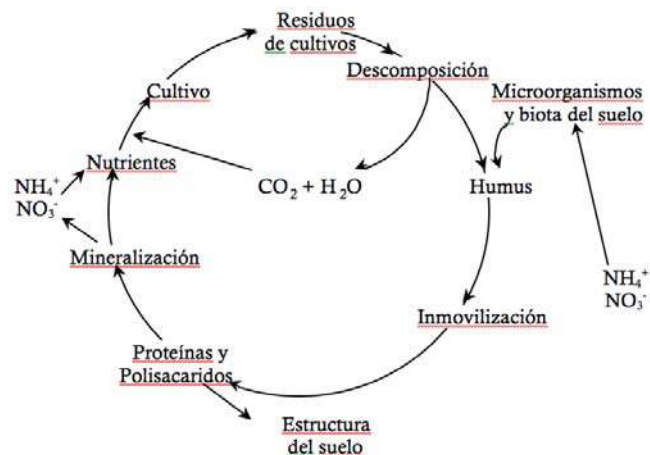 Residuos
de cultivos
Descomposición
Cultivo
Microorganismos
y biota del suelo
Nutrientes
NH₄⁺
NO₃⁻
CO₂ + H₂O
Humus
Mineralización
NH₄⁺
NO₃⁻
Inmovilización
Proteínas y
Polisacaridos
Estructura
del suelo